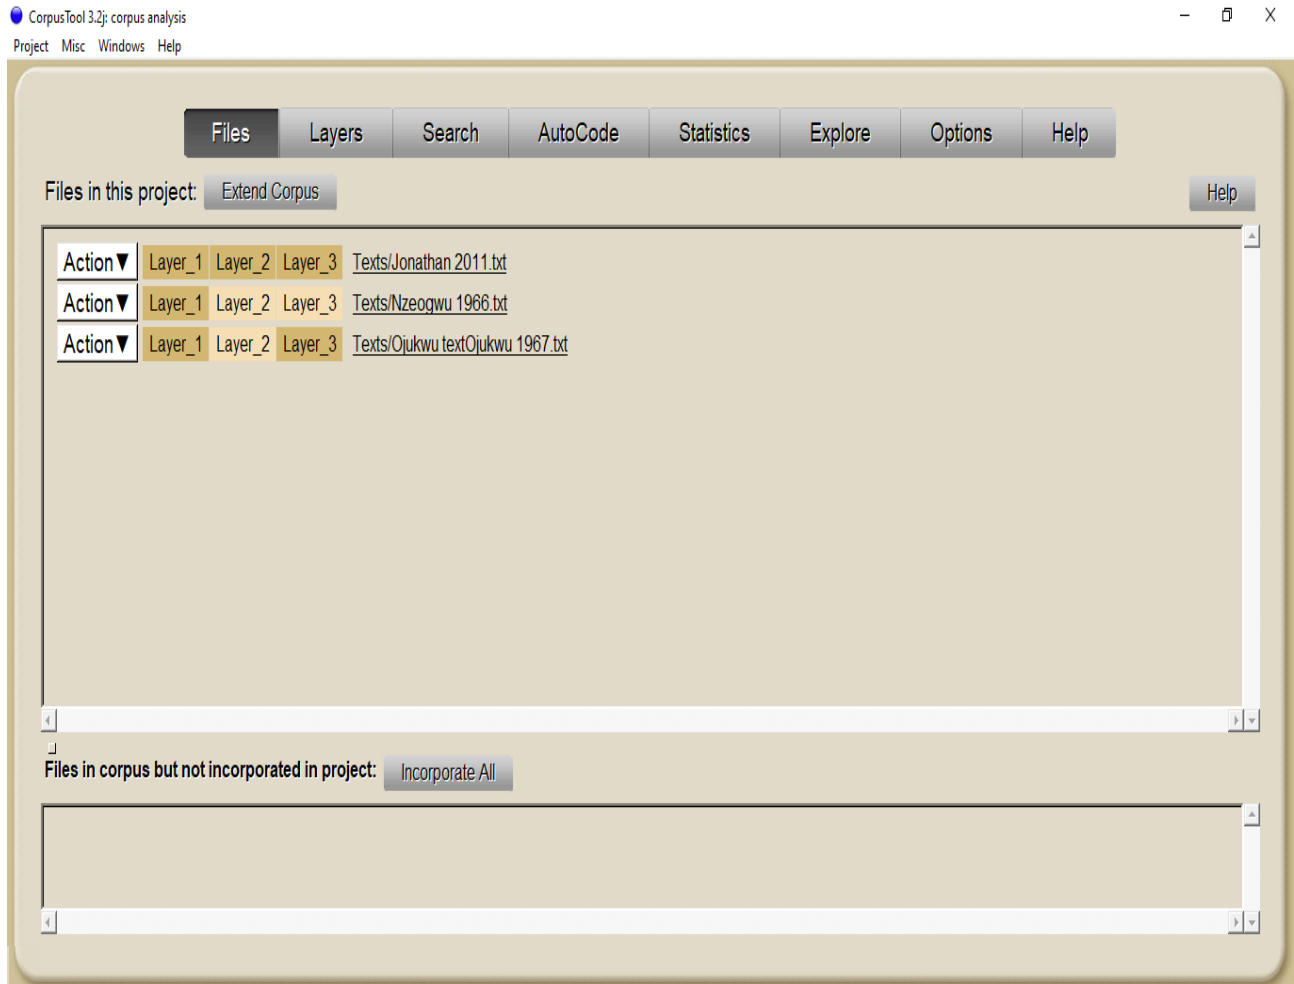 CorpusTool 3.2j: corpus analysis
Project Misc Windows Help
Files Layers Search AutoCode Statistics Explore Options Help
Files in this project: Extend Corpus Help
Action▼ Layer_1 Layer_2 Layer_3 Texts/Jonathan 2011.txt
Action▼ Layer_1 Layer_2 Layer_3 Texts/Nzeogwu 1966.txt
Action▼ Layer_1 Layer_2 Layer_3 Texts/Ojukwu textOjukwu 1967.txt
Files in corpus but not incorporated in project: Incorporate All